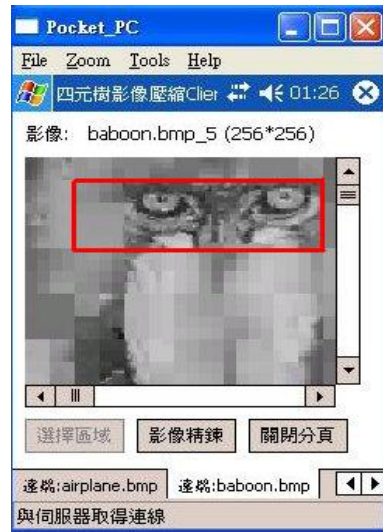 Pocket_PC
File Zoom Tools Help
四元樹影像壓縮Clier 01:26
影像: baboon.bmp_5 (256*256)
選擇區域 影像精鍊 關閉分頁
遠端:airplane.bmp 遠端:baboon.bmp
與伺服器取得連線